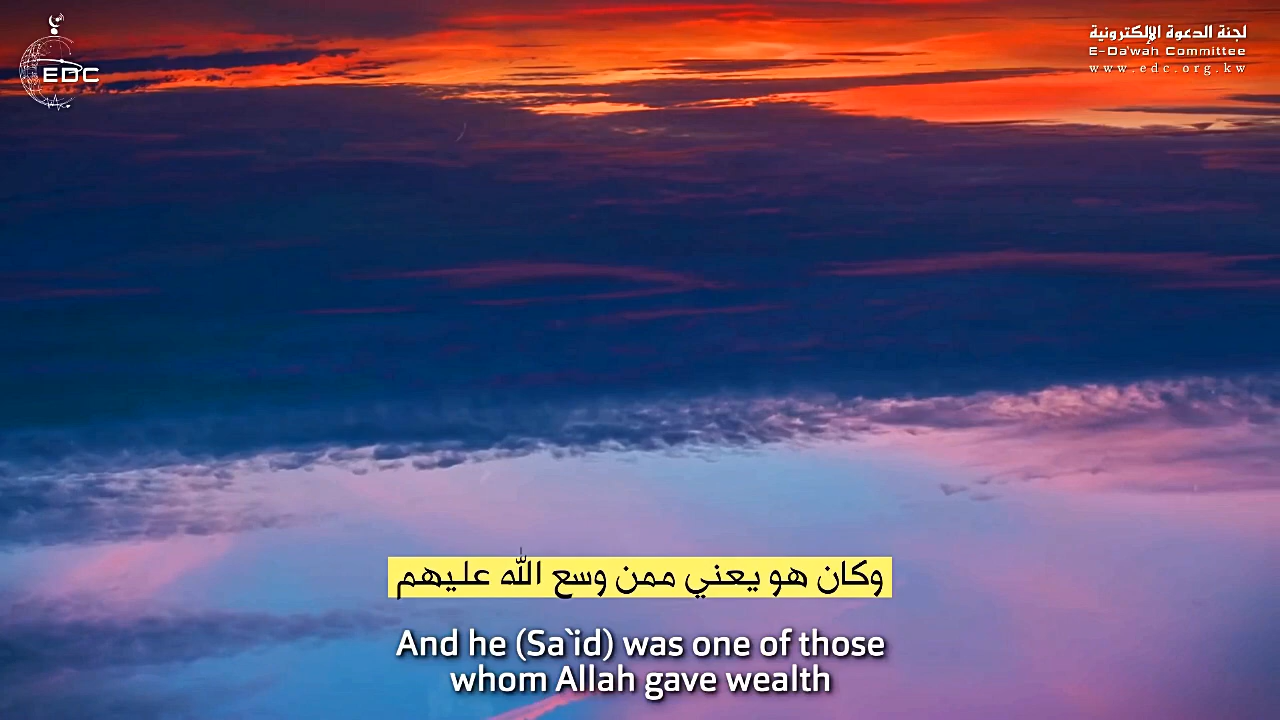 EDC
لجنة الدعوة الإلكترونية
E-Da'wah Committee
www.edc.org.kw
وكان هو يعني ممن وسع الله عليهم
And he (Sa`id) was one of those
whom Allah gave wealth